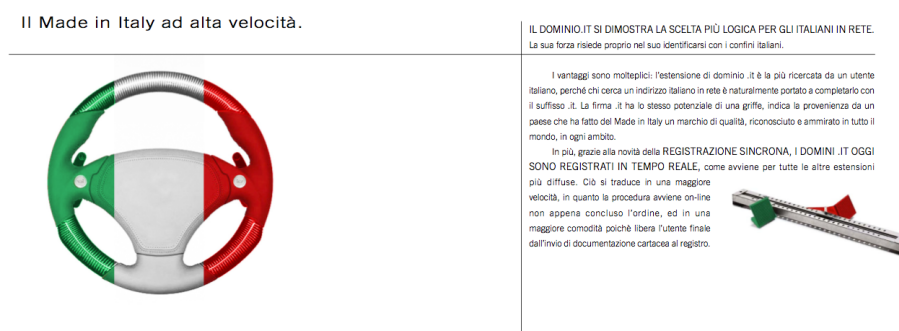 Il Made in Italy ad alta velocità.
IL DOMINIO.IT SI DIMOSTRA LA SCELTA PIÙ LOGICA PER GLI ITALIANI IN RETE.
La sua forza risiede proprio nel suo identificarsi con i confini italiani.
I vantaggi sono molteplici: l'estensione di dominio .it è la più ricercata da un utente
italiano, perché chi cerca un indirizzo italiano in rete è naturalmente portato a completarlo con
il suffisso .it. La firma .it ha lo stesso potenziale di una griffe, indica la provenienza da un
paese che ha fatto del Made in Italy un marchio di qualità, riconosciuto e ammirato in tutto il
mondo, in ogni ambito.
In più, grazie alla novità della REGISTRAZIONE SINCRONA, I DOMINI .IT OGGI
SONO REGISTRATI IN TEMPO REALE, come avviene per tutte le altre estensioni
più diffuse. Ciò si traduce in una maggiore
velocità, in quanto la procedura avviene on-line
non appena concluso l'ordine, ed in una
maggiore comodità poichè libera l'utente finale
dall'invio di documentazione cartacea al registro.